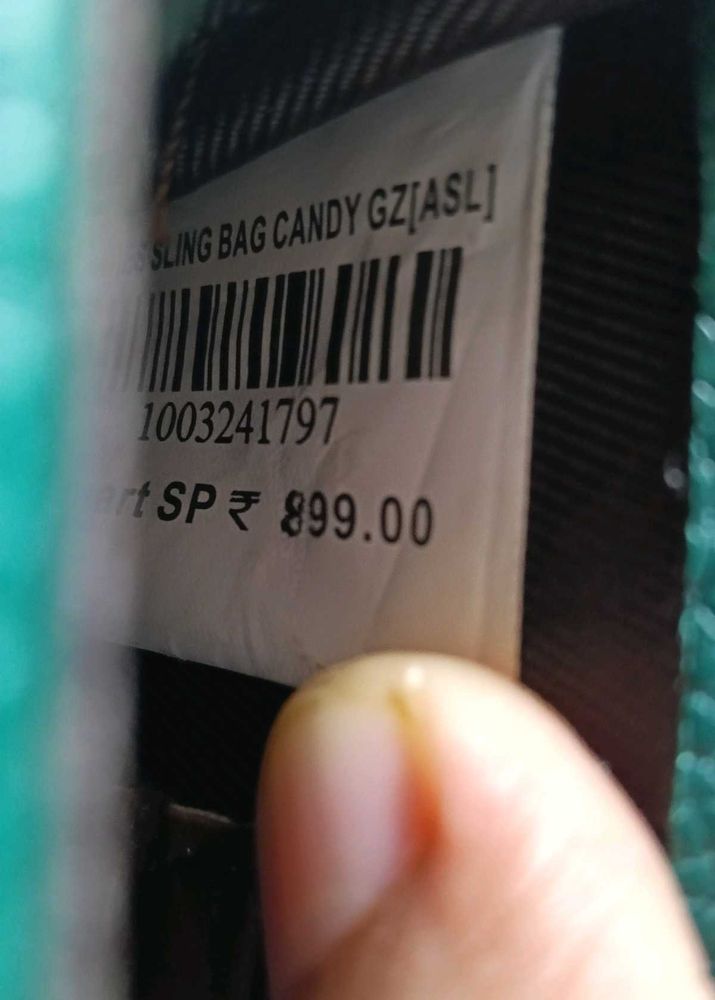 SLING BAG CANDY GZ[ASL]
1003241797
SP ₹ 899.00